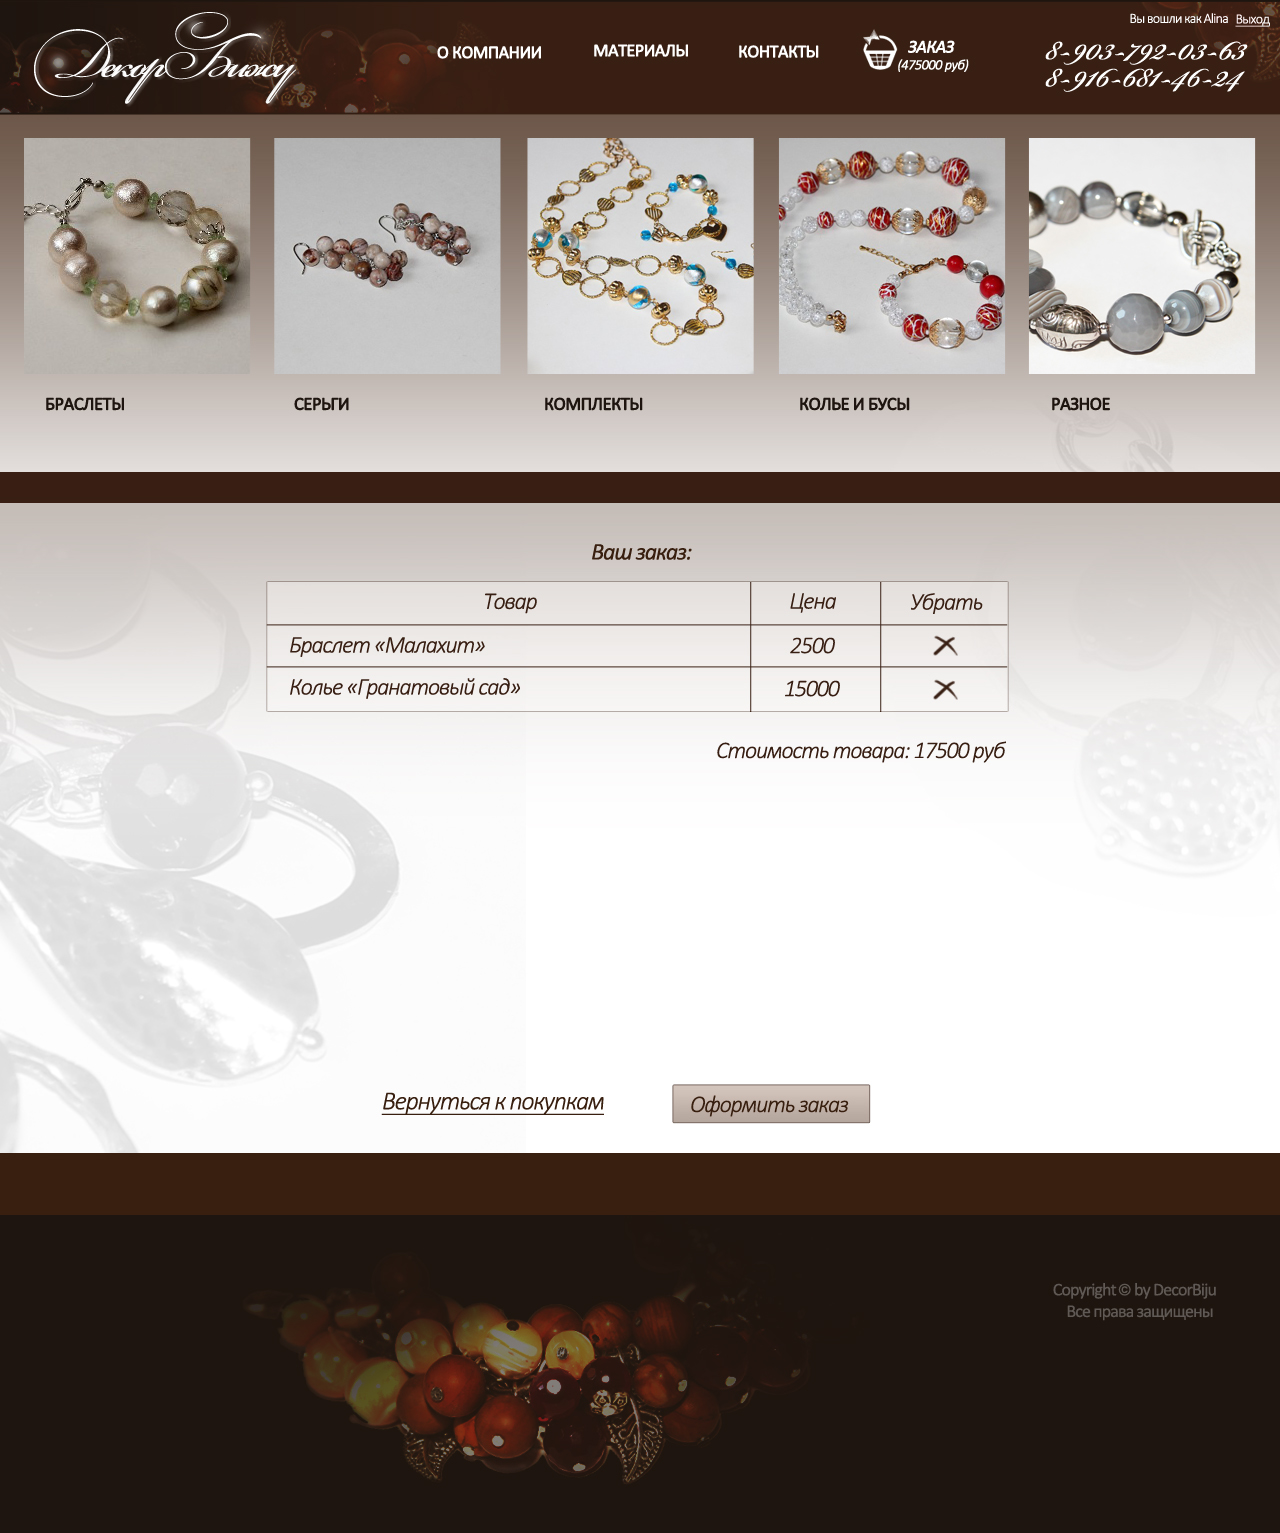 Вы вошли как Alina Выход
Декор Бижу
О КОМПАНИИ
МАТЕРИАЛЫ
КОНТАКТЫ
ЗАКАЗ
(475000 руб)
8-903-792-03-63
8-916-681-46-24
БРАСЛЕТЫ
СЕРЬГИ
КОМПЛЕКТЫ
КОЛЬЕ И БУСЫ
РАЗНОЕ
Ваш заказ:
Товар Цена Убрать
Браслет «Малахит» 2500
Колье «Гранатовый сад» 15000
Стоимость товара: 17500 руб
Вернуться к покупкам
Оформить заказ
Copyright © by DecorBiju
Все права защищены